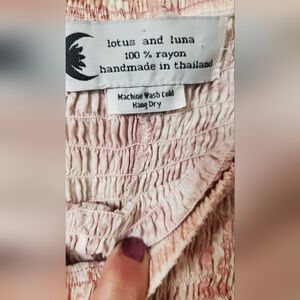 lotus and luna
100 % rayon
handmade in thailand
Machine Wash Cold
Hang Dry